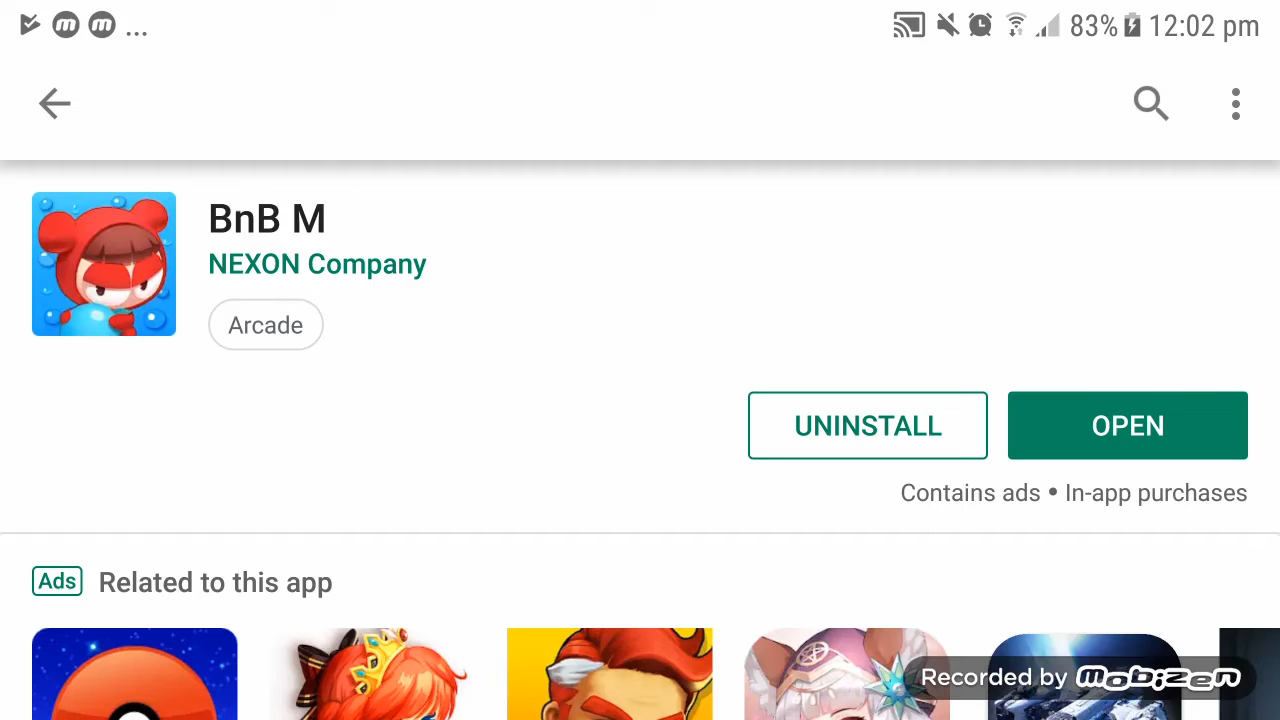 ... 83% 12:02 pm
BnB M
NEXON Company
Arcade
UNINSTALL OPEN
Contains ads • In-app purchases
Ads Related to this app
Recorded by mobizen